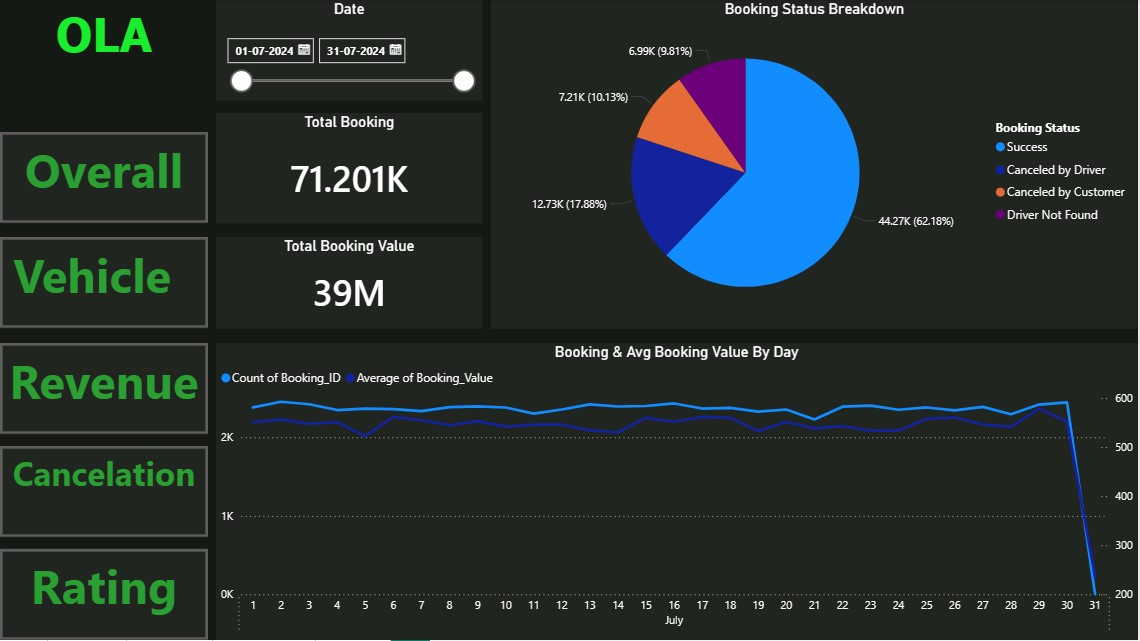 OLA
Overall
Vehicle
Revenue
Cancelation
Rating
Date
01-07-2024
31-07-2024
Total Booking
71.201K
Total Booking Value
39M
Booking Status Breakdown
6.99K (9.81%)
7.21K (10.13%)
12.73K (17.88%)
44.27K (62.18%)
Booking Status
Success
Canceled by Driver
Canceled by Customer
Driver Not Found
Booking & Avg Booking Value By Day
Count of Booking_ID Average of Booking_Value
2K
1K
0K
600
500
400
300
200
1 2 3 4 5 6 7 8 9 10 11 12 13 14 15 16 17 18 19 20 21 22 23 24 25 26 27 28 29 30 31
July